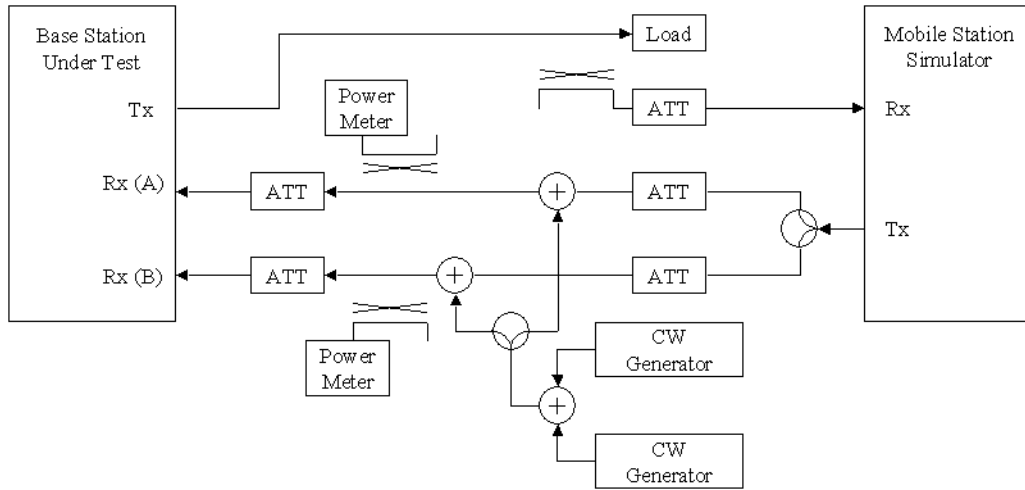 Base Station
Under Test
Tx
Rx (A)
Rx (B)
Power
Meter
ATT
ATT
Power
Meter
Load
ATT
+
ATT
+
ATT
CW
Generator
+
CW
Generator
Mobile Station
Simulator
Rx
Tx